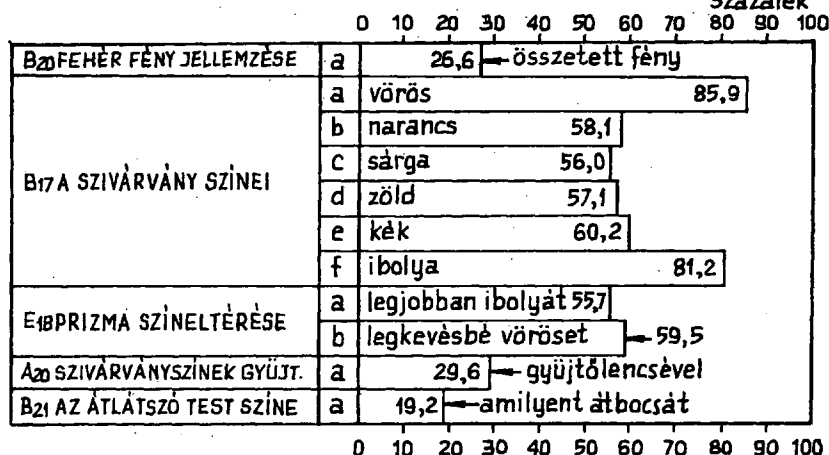 Százalék
0 10 20 30 40 50 60 70 80 90 100
B20 FEHÉR FÉNY JELLEMZÉSE a 26,6 összetett fény
a vörös 85,9
b narancs 58,1
c sárga 56,0
B17 A SZIVÁRVÁNY SZÍNEI d zöld 57,1
e kék 60,2
f ibolya 81,2
E18 PRIZMA SZÍNELTÉRÉSE a legjobban ibolyát 55,7
b legkevésbé vöröset 59,5
A20 SZIVÁRVÁNYSZÍNEK GYÜJT. a 29,6 gyüjtőlencsével
B21 AZ ÁTLÁTSZÓ TEST SZÍNE a 19,2 amilyent átbocsát
0 10 20 30 40 50 60 70 80 90 100